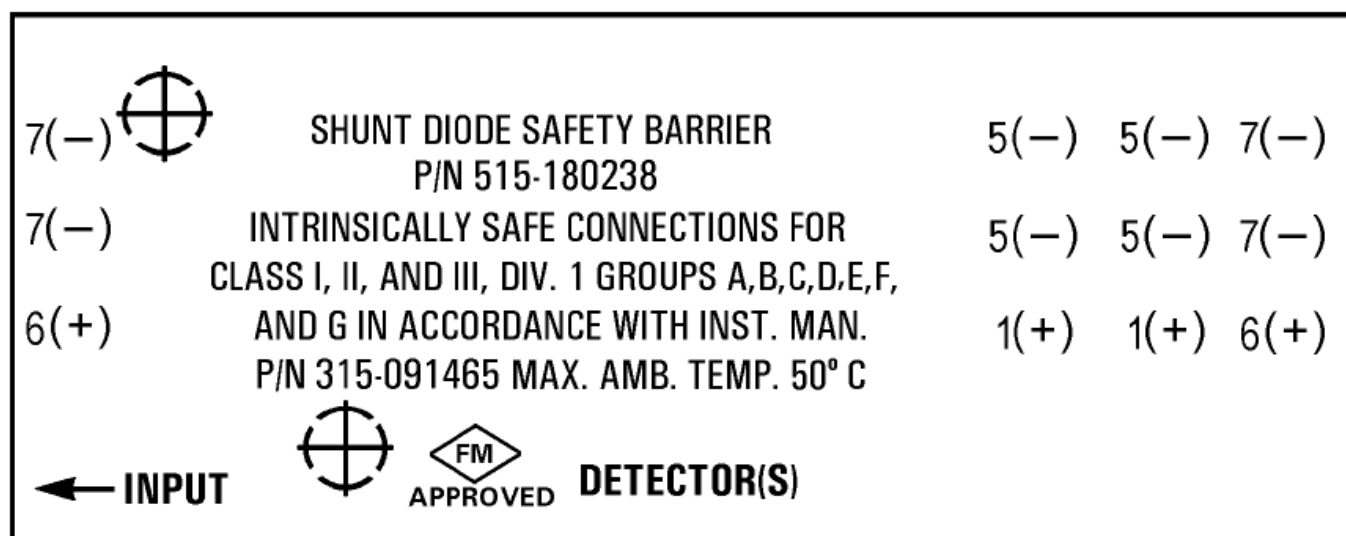 7(−) SHUNT DIODE SAFETY BARRIER 5(−) 5(−) 7(−)
P/N 515-180238
7(−) INTRINSICALLY SAFE CONNECTIONS FOR 5(−) 5(−) 7(−)
CLASS I, II, AND III, DIV. 1 GROUPS A,B,C,D,E,F,
6(+) AND G IN ACCORDANCE WITH INST. MAN. 1(+) 1(+) 6(+)
P/N 315-091465 MAX. AMB. TEMP. 50° C
FM
APPROVED
INPUT DETECTOR(S)